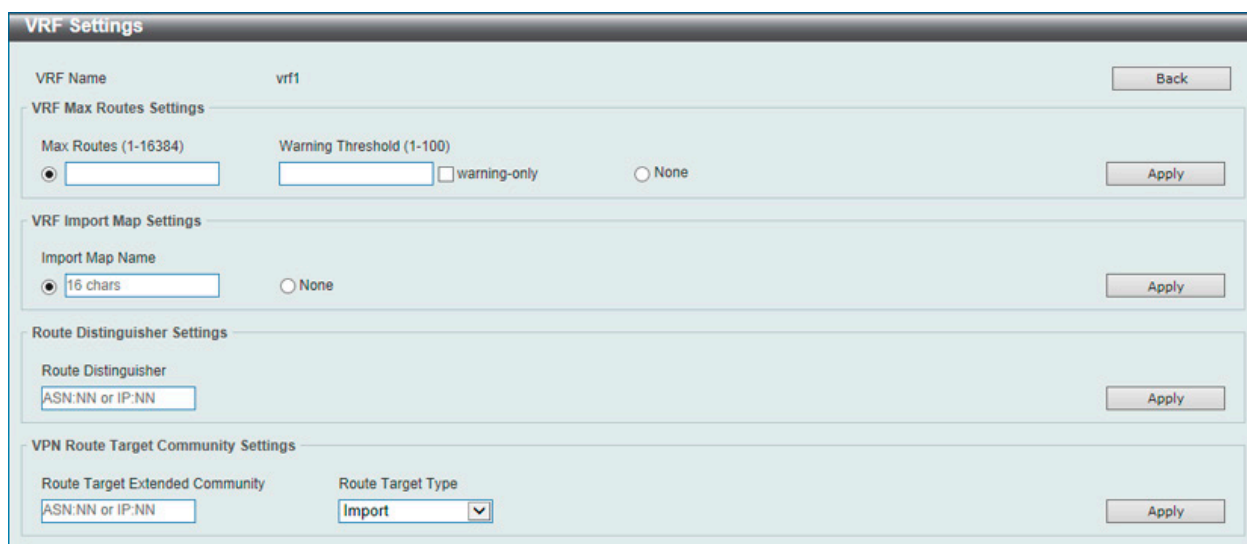 VRF Settings
VRF Name vrf1 Back
VRF Max Routes Settings
Max Routes (1-16384) Warning Threshold (1-100)
warning-only None Apply
VRF Import Map Settings
Import Map Name
16 chars None Apply
Route Distinguisher Settings
Route Distinguisher
ASN:NN or IP:NN Apply
VPN Route Target Community Settings
Route Target Extended Community Route Target Type
ASN:NN or IP:NN Import Apply